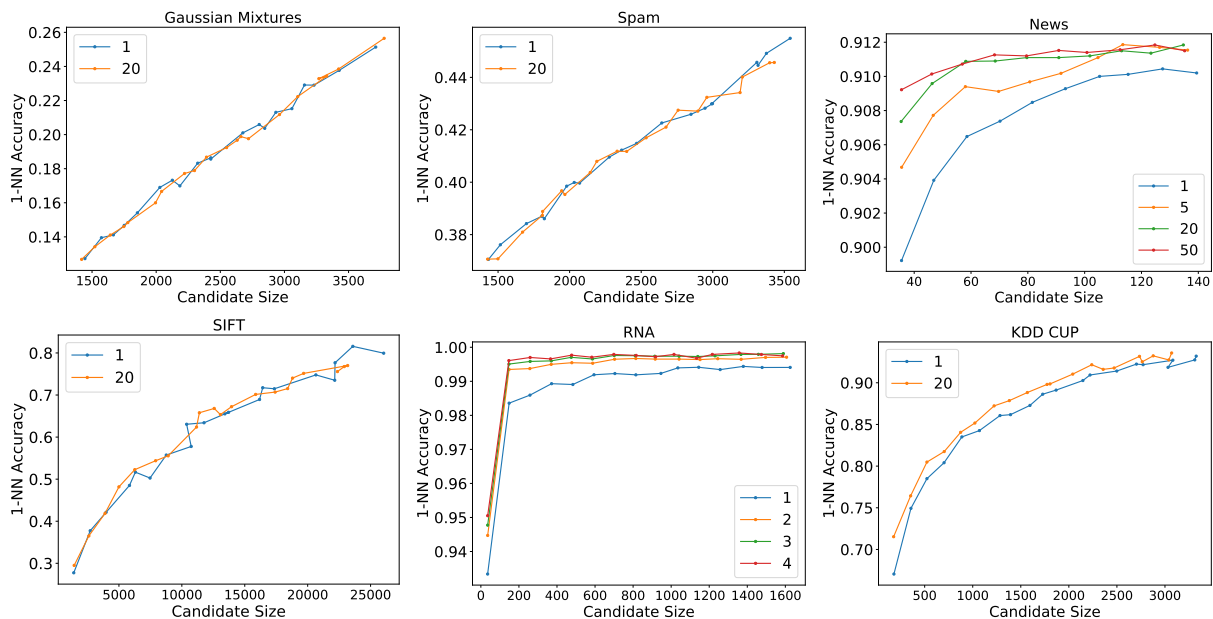 Gaussian Mixtures
0.26
0.24
0.22
0.20
0.18
0.16
0.14
1-NN Accuracy
1
20
1500 2000 2500 3000 3500
Candidate Size
Spam
0.44
0.42
0.40
0.38
1-NN Accuracy
1
20
1500 2000 2500 3000 3500
Candidate Size
News
0.912
0.910
0.908
0.906
0.904
0.902
0.900
1-NN Accuracy
1
5
20
50
40 60 80 100 120 140
Candidate Size
SIFT
0.8
0.7
0.6
0.5
0.4
0.3
1-NN Accuracy
1
20
5000 10000 15000 20000 25000
Candidate Size
RNA
1.00
0.99
0.98
0.97
0.96
0.95
0.94
1-NN Accuracy
1
2
3
4
0 200 400 600 800 1000 1200 1400 1600
Candidate Size
KDD CUP
0.90
0.85
0.80
0.75
0.70
1-NN Accuracy
1
20
500 1000 1500 2000 2500 3000
Candidate Size